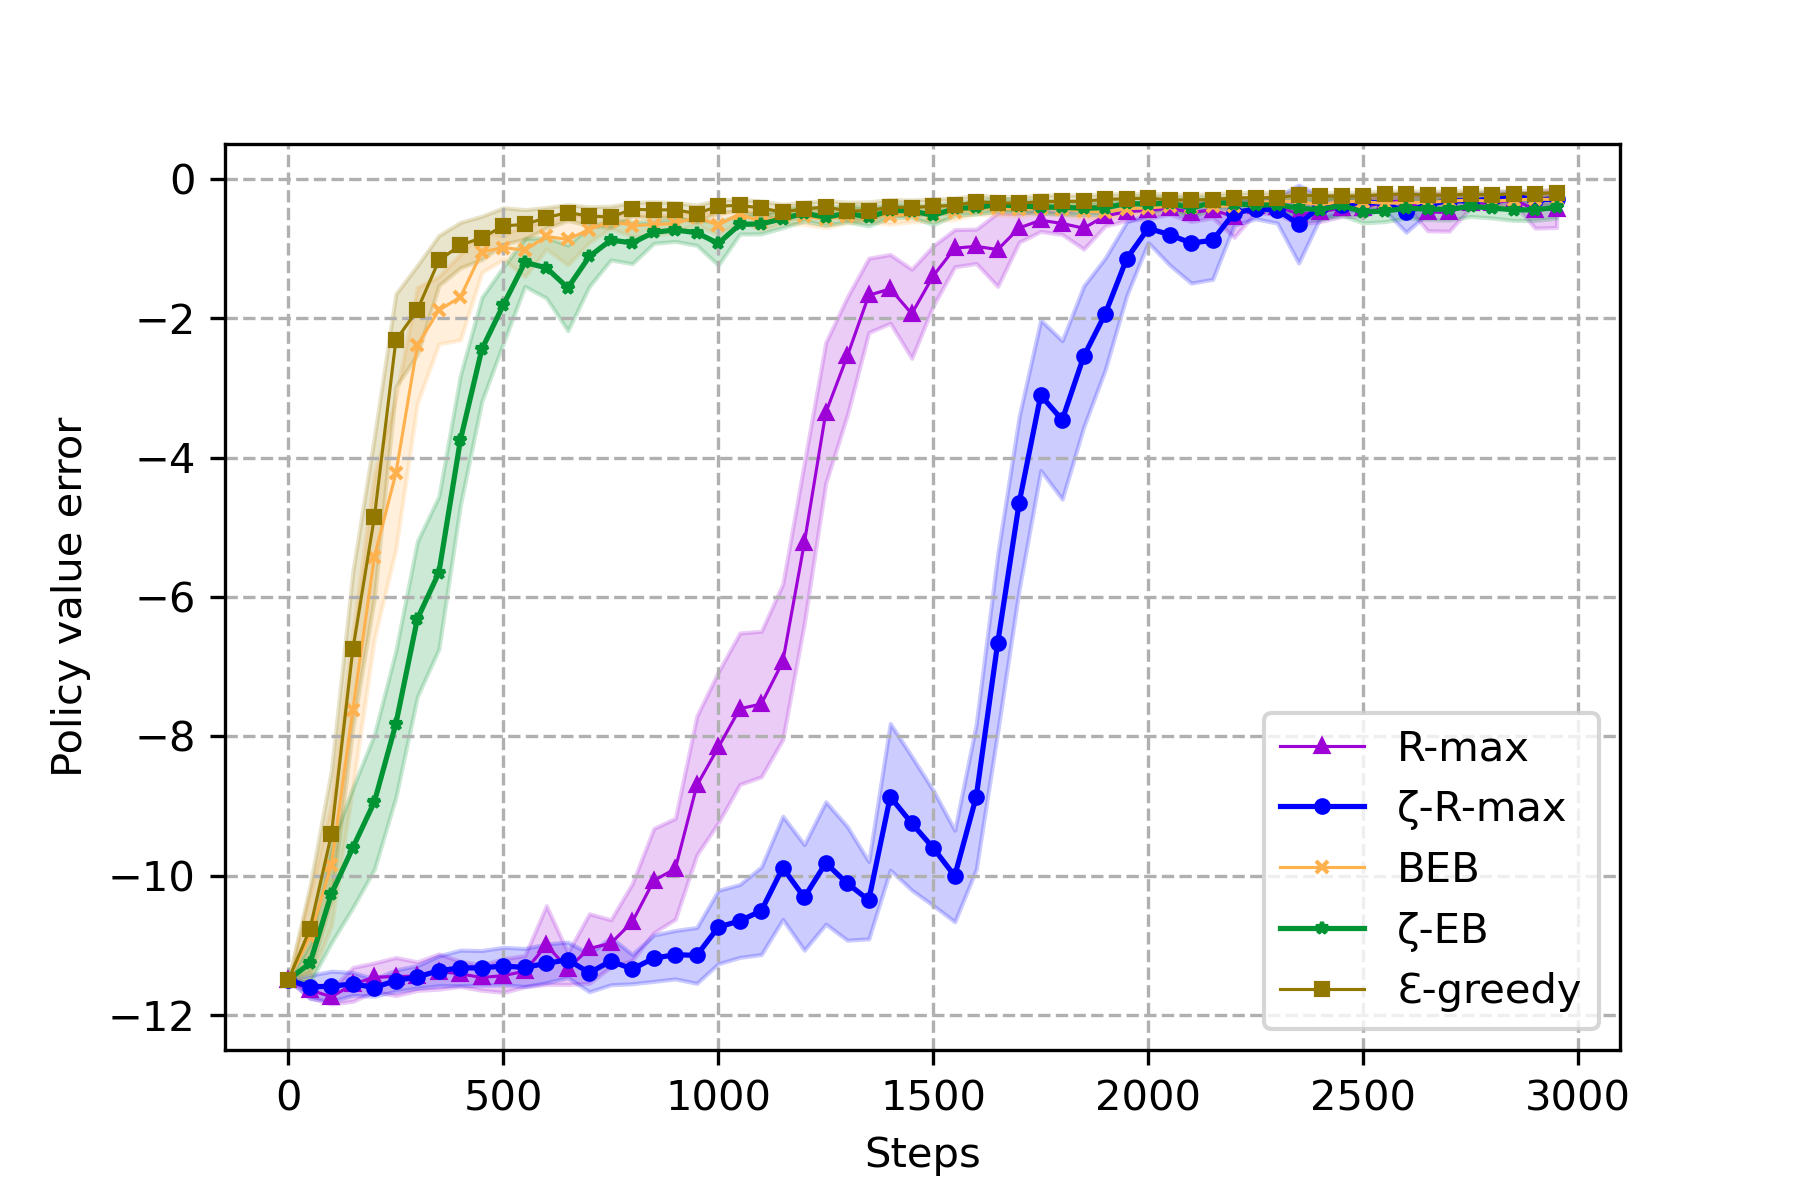 0
−2
−4
−6
−8
−10
−12
Policy value error
0 500 1000 1500 2000 2500 3000
Steps
R-max
ζ-R-max
BEB
ζ-EB
Ɛ-greedy